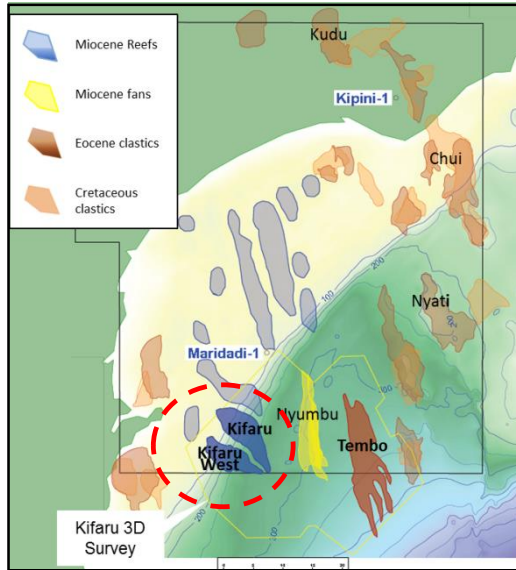 Miocene Reefs
Miocene fans
Eocene clastics
Cretaceous
clastics
Kudu
Kipini-1
Chui
200
100
Nyati
Maridadi-1
Nyumbu
Kifaru
Kifaru
West
Tembo
200
Kifaru 3D
Survey